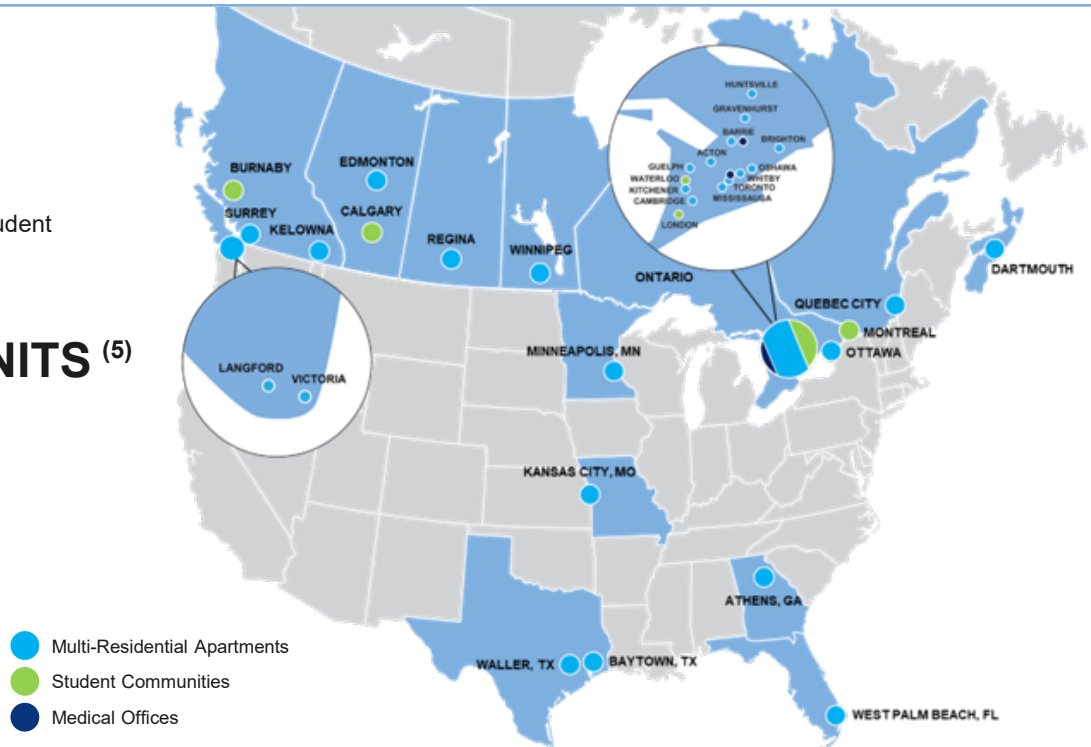 udent
NITS (5)
BURNABY
EDMONTON
SURREY
KELOWNA
CALGARY
REGINA
WINNIPEG
ONTARIO
HUNTSVILLE
GRAVENHURST
BARRIE
BRIGHTON
ACTON
GUELPH
OSHAWA
WATERLOO
WHITBY
KITCHENER
TORONTO
CAMBRIDGE
MISSISSAUGA
LONDON
DARTMOUTH
QUEBEC CITY
MONTREAL
OTTAWA
LANGFORD
VICTORIA
MINNEAPOLIS, MN
KANSAS CITY, MO
ATHENS, GA
WALLER, TX
BAYTOWN, TX
WEST PALM BEACH, FL
Multi-Residential Apartments
Student Communities
Medical Offices